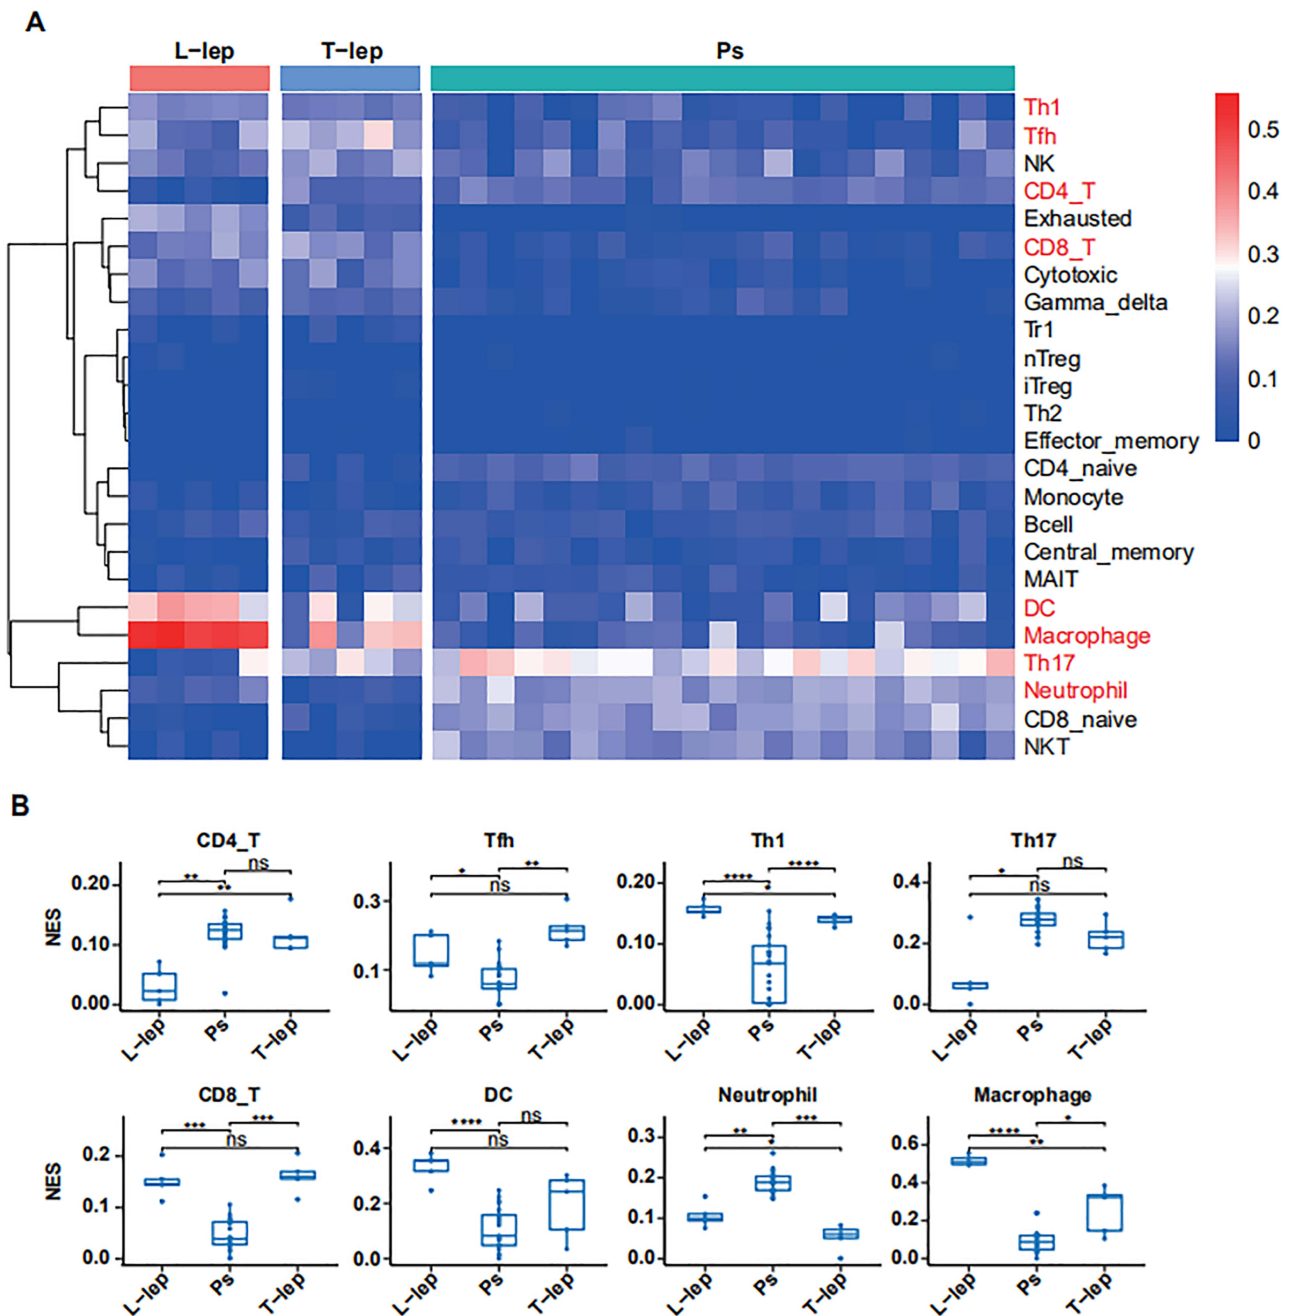 A
L-lep T-lep Ps
Th1
Tfh
NK
CD4_T
Exhausted
CD8_T
Cytotoxic
Gamma_delta
Tr1
nTreg
iTreg
Th2
Effector_memory
CD4_naive
Monocyte
Bcell
Central_memory
MAIT
DC
Macrophage
Th17
Neutrophil
CD8_naive
NKT
0.5
0.4
0.3
0.2
0.1
0
B
CD4_T
NES
0.20
0.10
0.00
** ns
**
L-lep Ps T-lep
Tfh
0.3
0.1
* **
ns
L-lep Ps T-lep
Th1
0.20
0.10
0.00
**** ****
*
L-lep Ps T-lep
Th17
0.4
0.2
0.0
* ns
ns
L-lep Ps T-lep
CD8_T
NES
0.2
0.1
0.0
*** ***
ns
L-lep Ps T-lep
DC
0.4
0.2
0.0
**** ns
ns
L-lep Ps T-lep
Neutrophil
0.3
0.2
0.1
0.0
** ***
*
L-lep Ps T-lep
Macrophage
0.6
0.4
0.2
0.0
**** *
**
L-lep Ps T-lep